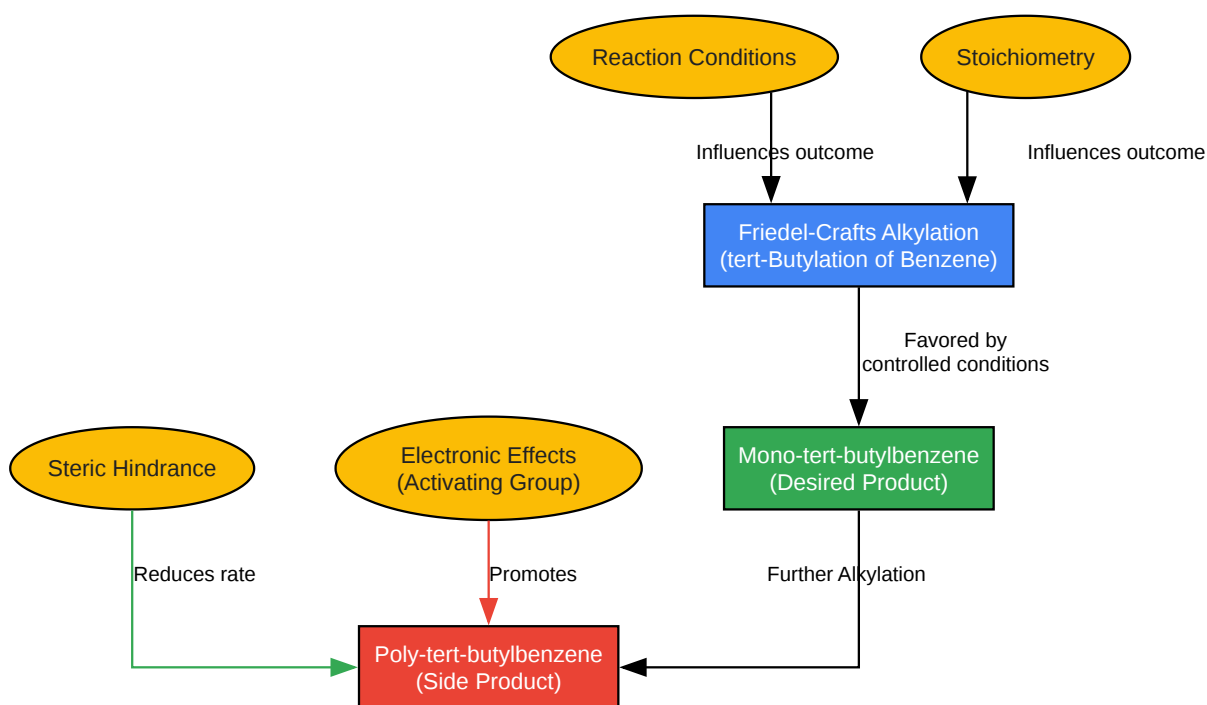 Reaction Conditions
Stoichiometry
Influences outcome
Influences outcome
Friedel-Crafts Alkylation
(tert-Butylation of Benzene)
Favored by
controlled conditions
Steric Hindrance
Electronic Effects
(Activating Group)
Mono-tert-butylbenzene
(Desired Product)
Reduces rate
Promotes
Further Alkylation
Poly-tert-butylbenzene
(Side Product)